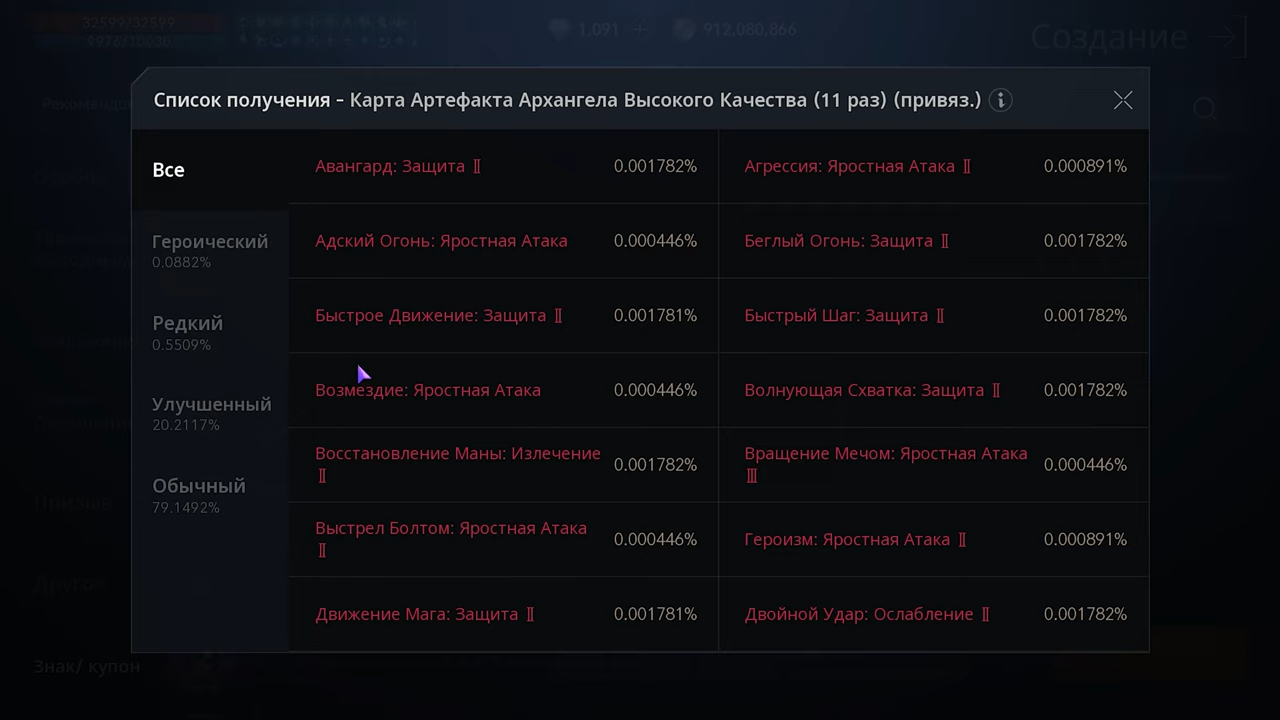 32599/32599
9976/10030
1,091
912,080,866
Создание
Список получения - Карта Артефакта Архангела Высокого Качества (11 раз) (привяз.)
Все
Героический
0.0882%
Редкий
0.5509%
Улучшенный
20.2117%
Обычный
79.1492%
Авангард: Защита Ⅱ 0.001782%
Агрессия: Яростная Атака Ⅱ 0.000891%
Адский Огонь: Яростная Атака 0.000446%
Беглый Огонь: Защита Ⅱ 0.001782%
Быстрое Движение: Защита Ⅱ 0.001781%
Быстрый Шаг: Защита Ⅱ 0.001782%
Возмездие: Яростная Атака 0.000446%
Волнующая Схватка: Защита Ⅱ 0.001782%
Восстановление Маны: Излечение
Ⅱ
0.001782%
Вращение Мечом: Яростная Атака
Ⅲ
0.000446%
Выстрел Болтом: Яростная Атака
Ⅱ
0.000446%
Героизм: Яростная Атака Ⅱ 0.000891%
Движение Мага: Защита Ⅱ 0.001781%
Двойной Удар: Ослабление Ⅱ 0.001782%
Призыв
Другое
Знак/ купон